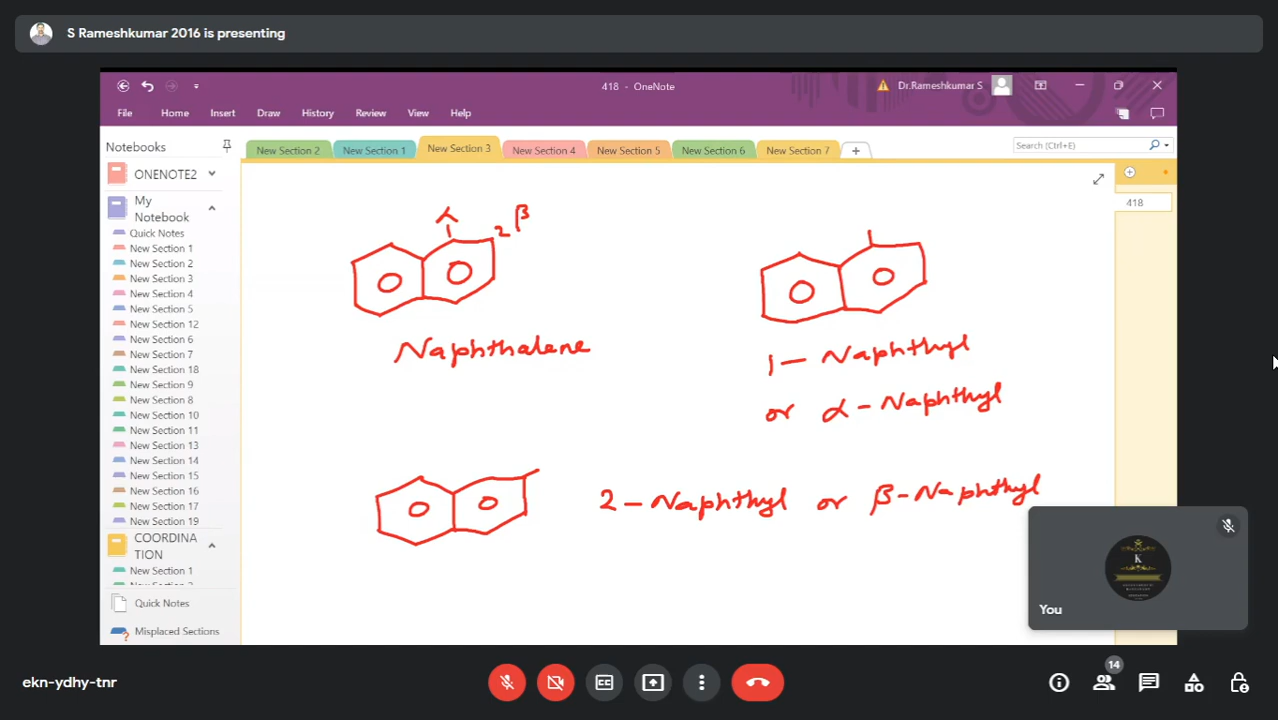 S Rameshkumar 2016 is presenting
418 - OneNote
Dr.Rameshkumar S
File Home Insert Draw History Review View Help
Notebooks
New Section 2 New Section 1 New Section 3 New Section 4 New Section 5 New Section 6 New Section 7 +
Search (Ctrl+E)
ONENOTE2
My Notebook
Quick Notes
New Section 1
New Section 2
New Section 3
New Section 4
New Section 5
New Section 12
New Section 6
New Section 7
New Section 18
New Section 9
New Section 8
New Section 10
New Section 11
New Section 13
New Section 14
New Section 15
New Section 16
New Section 17
New Section 19
COORDINATION
New Section 1
Quick Notes
Misplaced Sections
418
α
1
2 β
Naphthalene
1 – Naphthyl
or α – Naphthyl
2 – Naphthyl or β – Naphthyl
K
You
ekn-ydhy-tnr
CC
14